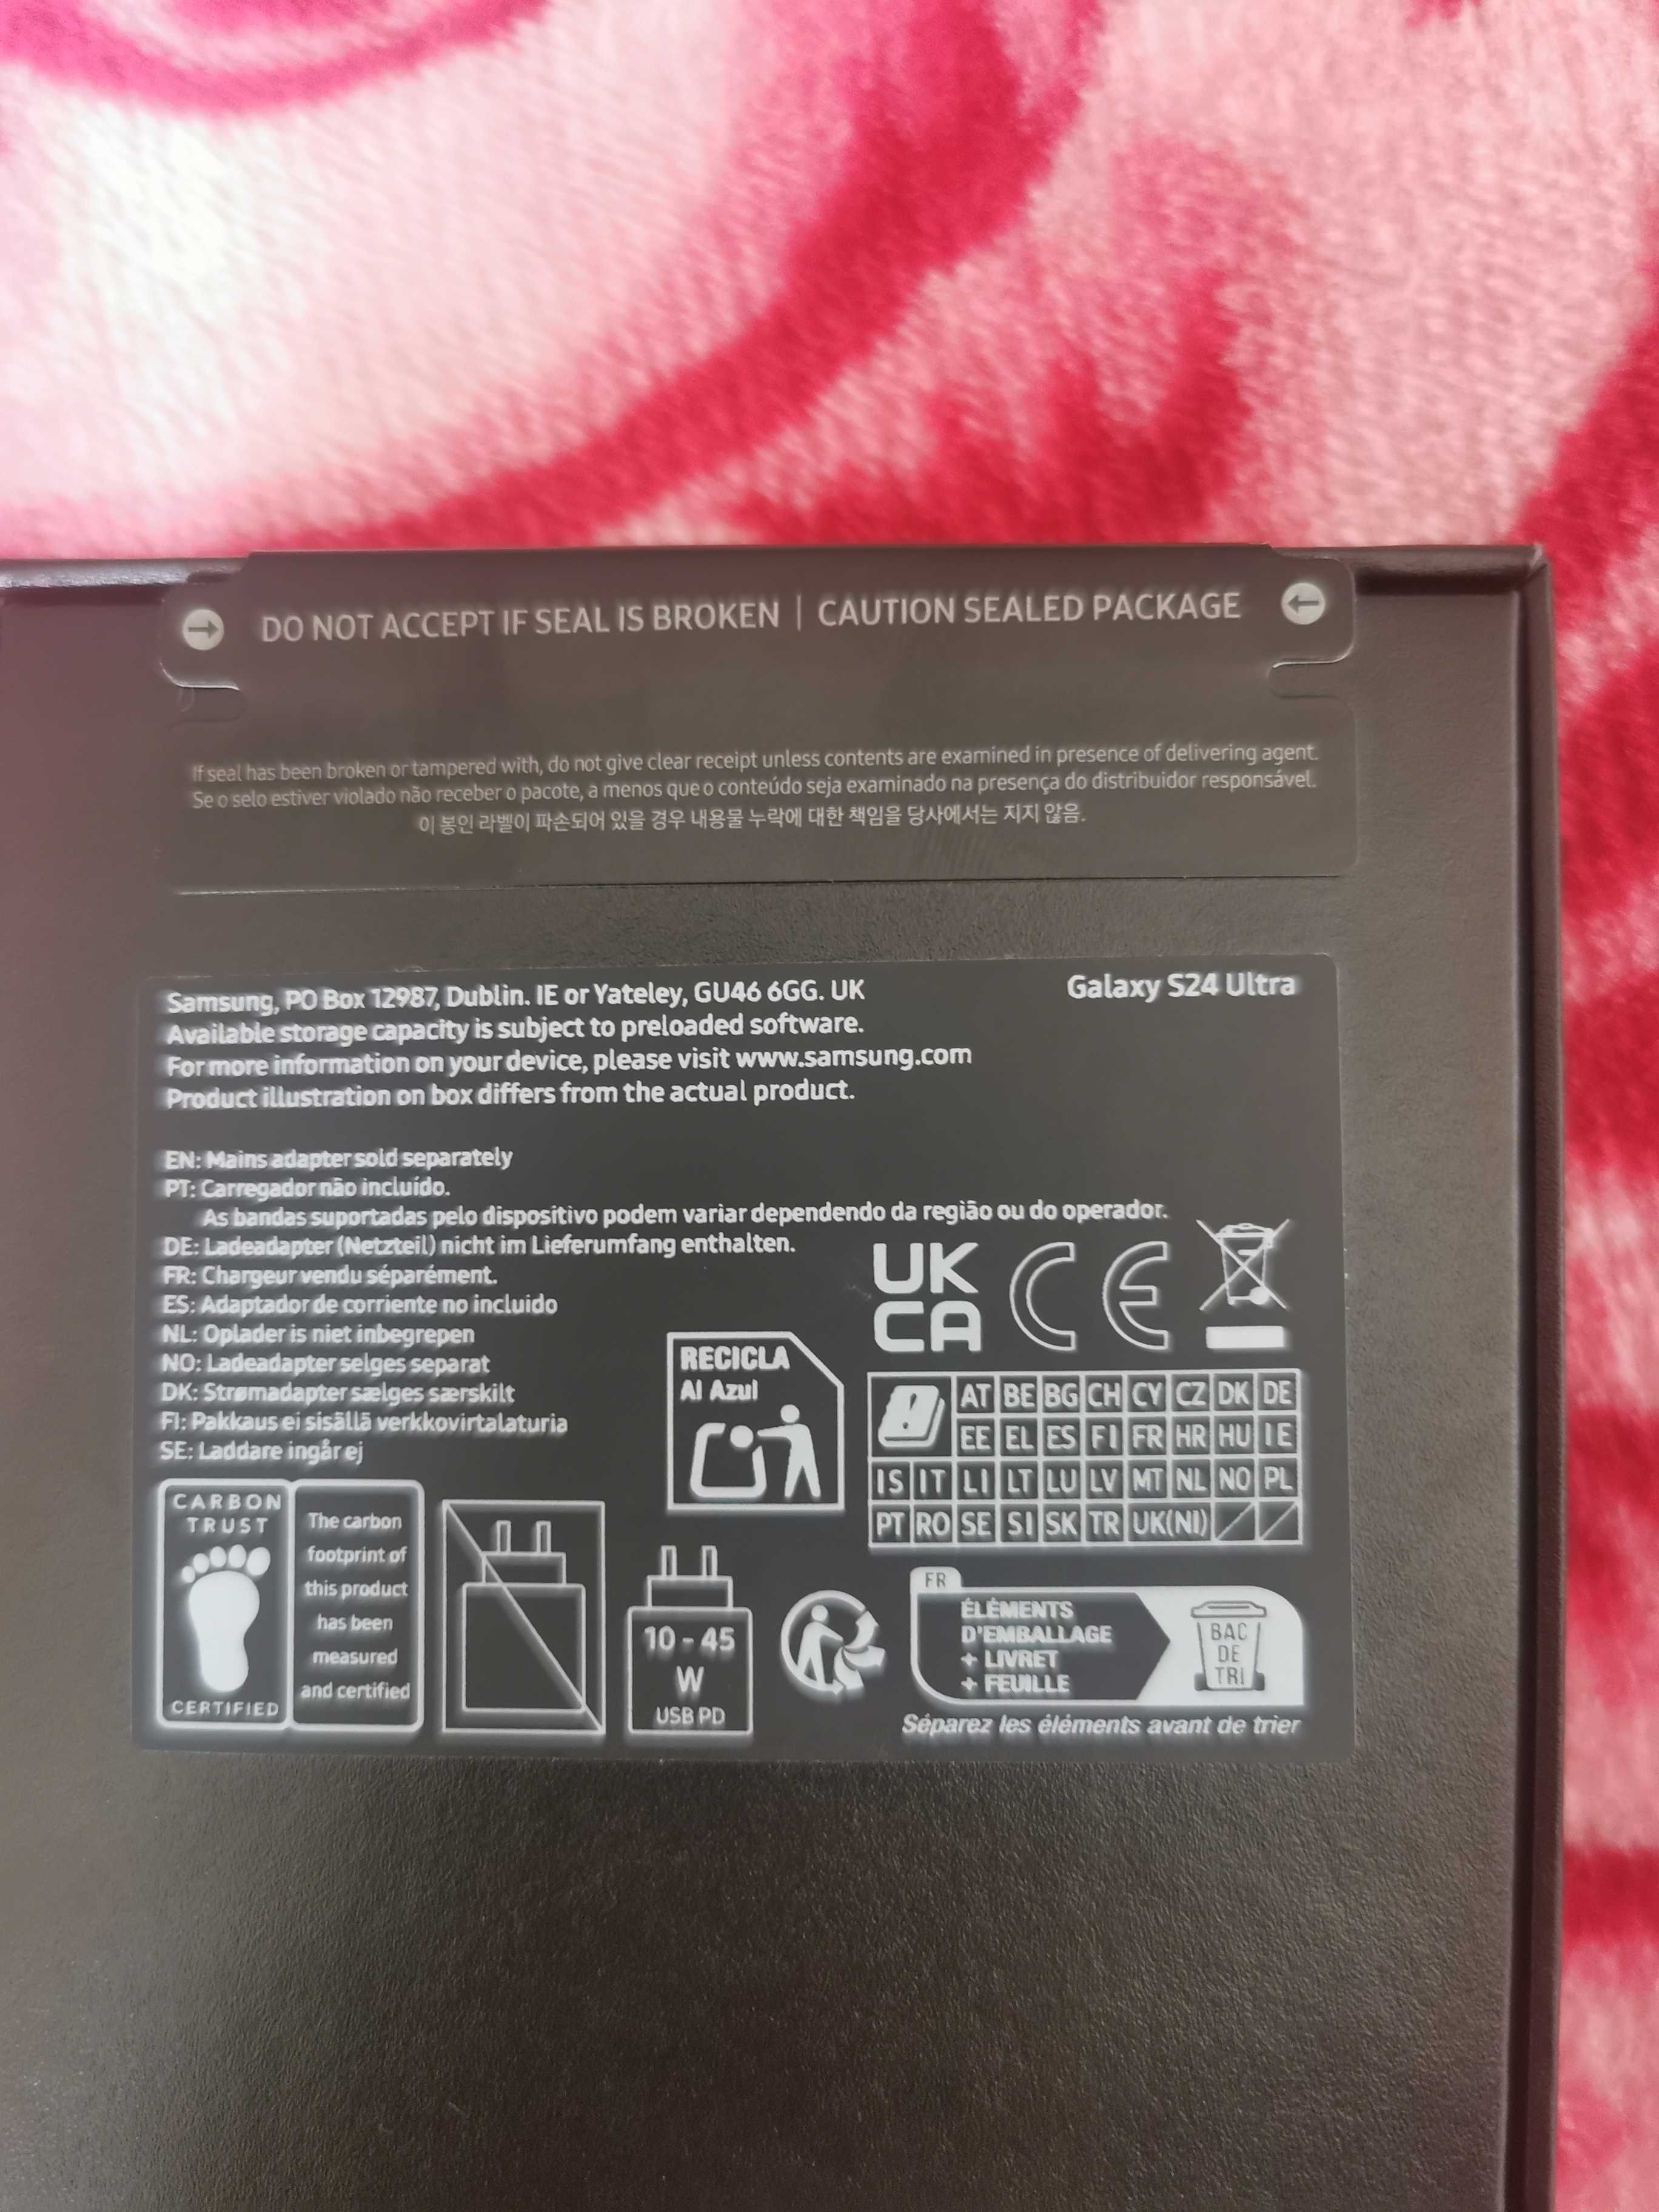 DO NOT ACCEPT IF SEAL IS BROKEN | CAUTION SEALED PACKAGE
If seal has been broken or tampered with, do not give clear receipt unless contents are examined in presence of delivering agent.
Se o selo estiver violado não receber o pacote, a menos que o conteúdo seja examinado na presença do distribuidor responsável.
이 봉인 라벨이 파손되어 있을 경우 내용물 누락에 대한 책임을 당사에서는 지지 않음.
Samsung, PO Box 12987, Dublin. IE or Yateley, GU46 6GG. UK
Galaxy S24 Ultra
Available storage capacity is subject to preloaded software.
For more information on your device, please visit www.samsung.com
Product illustration on box differs from the actual product.
EN: Mains adapter sold separately
PT: Carregador não incluído.
As bandas suportadas pelo dispositivo podem variar dependendo da região ou do operador.
DE: Ladeadapter (Netzteil) nicht im Lieferumfang enthalten.
FR: Chargeur vendu séparément.
ES: Adaptador de corriente no incluido
NL: Oplader is niet inbegrepen
NO: Ladeadapter selges separat
DK: Strømadapter sælges særskilt
FI: Pakkaus ei sisällä verkkovirtalaturia
SE: Laddare ingår ej
UK
CA
CE
RECICLA
Al Azul
AT BE BG CH CY CZ DK DE
EE EL ES FI FR HR HU IE
IS IT LI LT LU LV MT NL NO PL
PT RO SE SI SK TR UK(NI)
CARBON
TRUST
CERTIFIED
The carbon
footprint of
this product
has been
measured
and certified
10 - 45
W
USB PD
FR
ÉLÉMENTS
D'EMBALLAGE
+ LIVRET
+ FEUILLE
BAC
DE
TRI
Séparez les éléments avant de trier